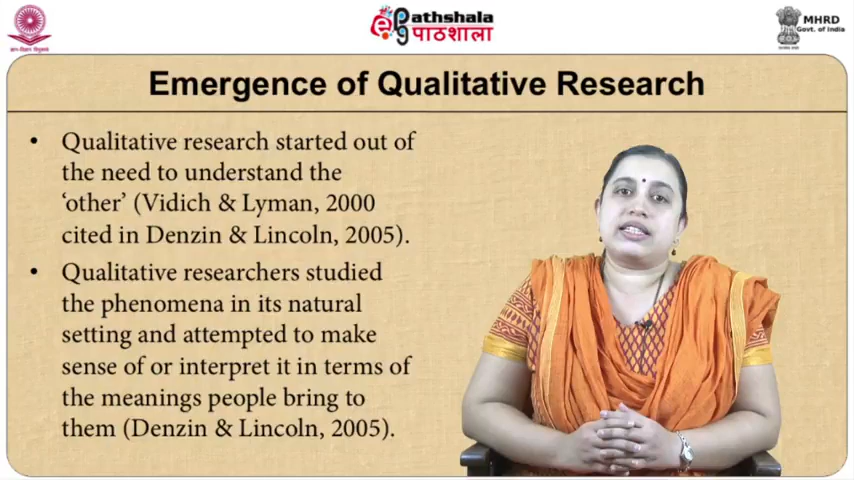 ePathshala
पाठशाला
MHRD
Govt. of India
Emergence of Qualitative Research
• Qualitative research started out of
the need to understand the
‘other’ (Vidich & Lyman, 2000
cited in Denzin & Lincoln, 2005).
• Qualitative researchers studied
the phenomena in its natural
setting and attempted to make
sense of or interpret it in terms of
the meanings people bring to
them (Denzin & Lincoln, 2005).